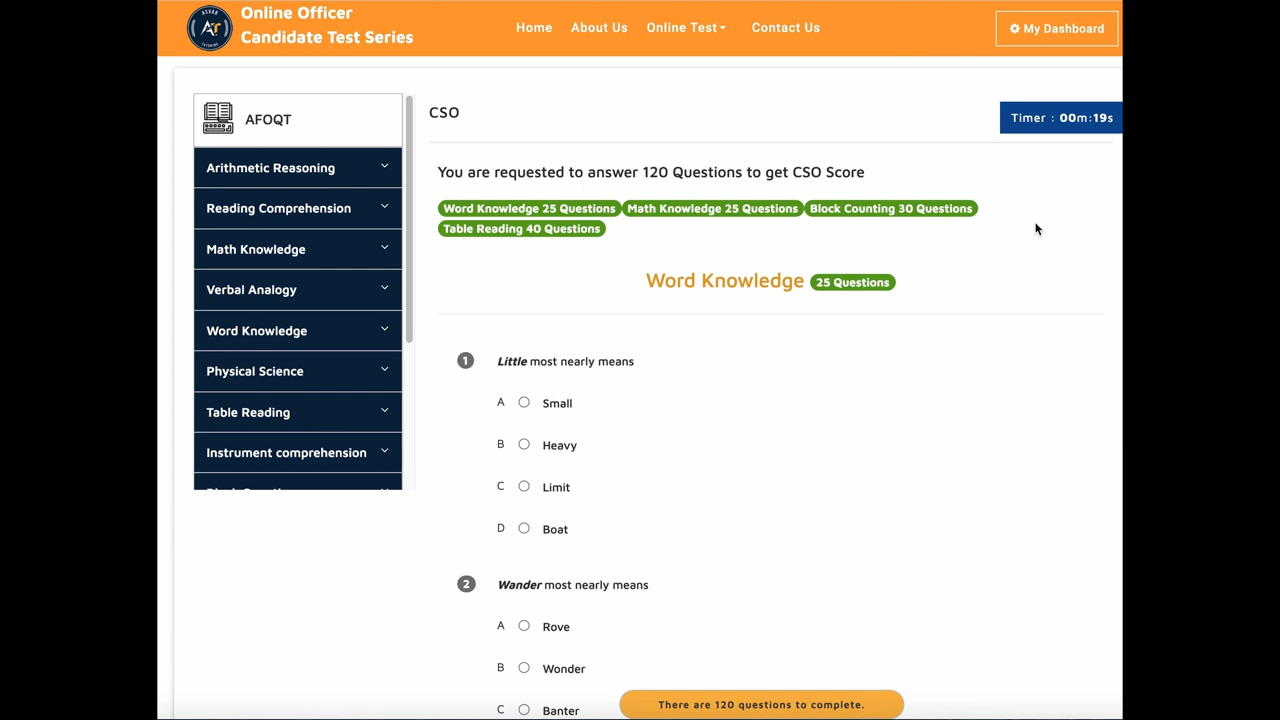 Online Officer
Candidate Test Series
Home About Us Online Test Contact Us
My Dashboard
AFOQT
Arithmetic Reasoning
Reading Comprehension
Math Knowledge
Verbal Analogy
Word Knowledge
Physical Science
Table Reading
Instrument comprehension
CSO
Timer : 00m:19s
You are requested to answer 120 Questions to get CSO Score
Word Knowledge 25 Questions Math Knowledge 25 Questions Block Counting 30 Questions
Table Reading 40 Questions
Word Knowledge 25 Questions
1 Little most nearly means
A Small
B Heavy
C Limit
D Boat
2 Wander most nearly means
A Rove
B Wonder
C Banter
There are 120 questions to complete.